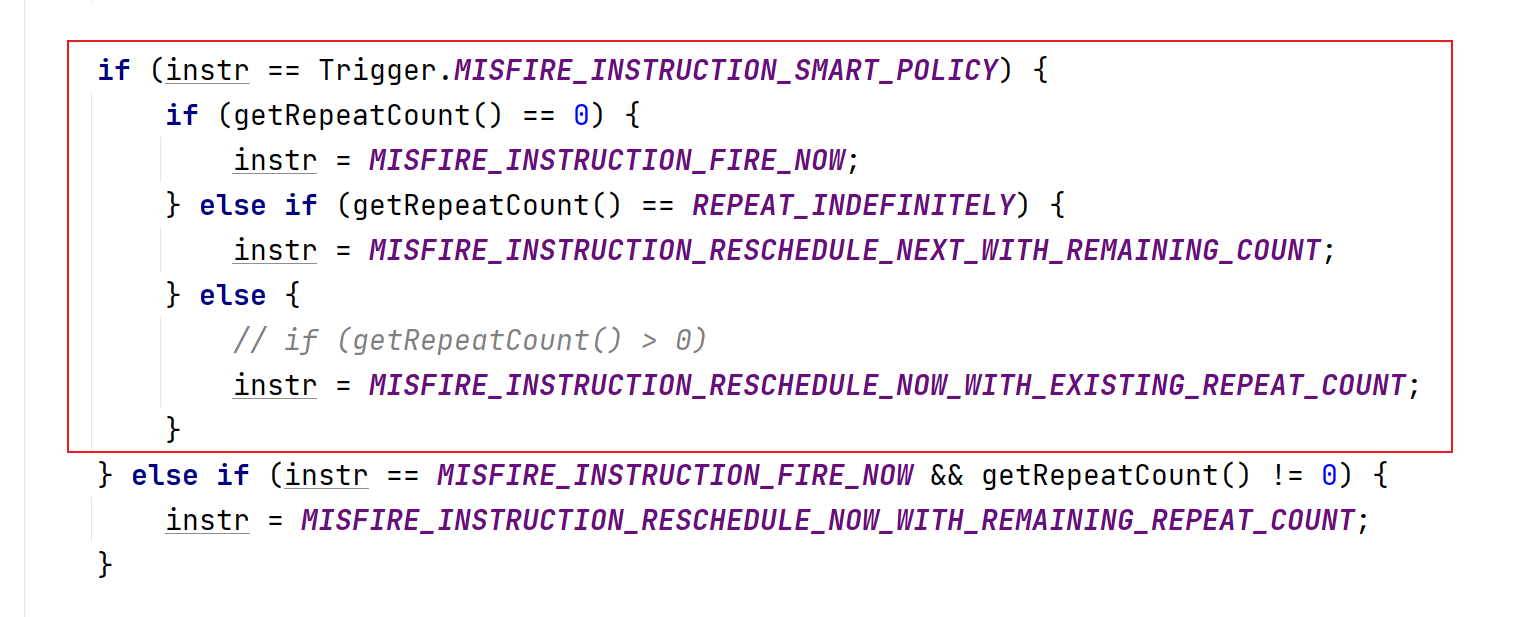 if (instr == Trigger.MISFIRE_INSTRUCTION_SMART_POLICY) {
if (getRepeatCount() == 0) {
instr = MISFIRE_INSTRUCTION_FIRE_NOW;
} else if (getRepeatCount() == REPEAT_INDEFINITELY) {
instr = MISFIRE_INSTRUCTION_RESCHEDULE_NEXT_WITH_REMAINING_COUNT;
} else {
// if (getRepeatCount() > 0)
instr = MISFIRE_INSTRUCTION_RESCHEDULE_NOW_WITH_EXISTING_REPEAT_COUNT;
}
} else if (instr == MISFIRE_INSTRUCTION_FIRE_NOW && getRepeatCount() != 0) {
instr = MISFIRE_INSTRUCTION_RESCHEDULE_NOW_WITH_REMAINING_REPEAT_COUNT;
}